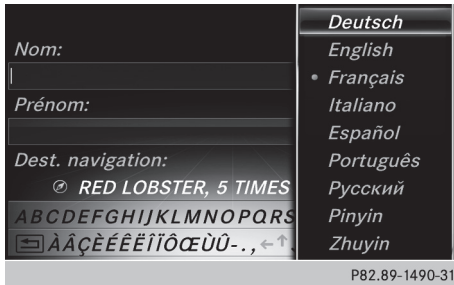 Nom:
Prénom:
Dest. navigation:
RED LOBSTER, 5 TIMES
ABCDEFGHIJKLMNOPQRS
ÀÂÇÈÉÊËÎÏÔŒÙÛ-.,←↑
Deutsch
English
• Français
Italiano
Español
Português
Русский
Pinyin
Zhuyin
P82.89-1490-31